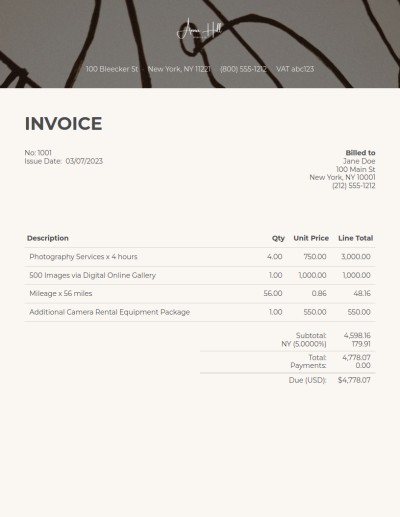 Anna Hill
100 Bleecker St New York, NY 11221 (800) 555-1212 VAT abc123
INVOICE
No: 1001
Issue Date: 03/07/2023
Billed to
Jane Doe
100 Main St
New York, NY 10001
(212) 555-1212
Description Qty Unit Price Line Total
Photography Services x 4 hours 4.00 750.00 3,000.00
500 Images via Digital Online Gallery 1.00 1,000.00 1,000.00
Mileage x 56 miles 56.00 0.86 48.16
Additional Camera Rental Equipment Package 1.00 550.00 550.00
Subtotal: 4,598.16
NY (5.0000%) 179.91
Total: 4,778.07
Payments: 0.00
Due (USD): $4,778.07